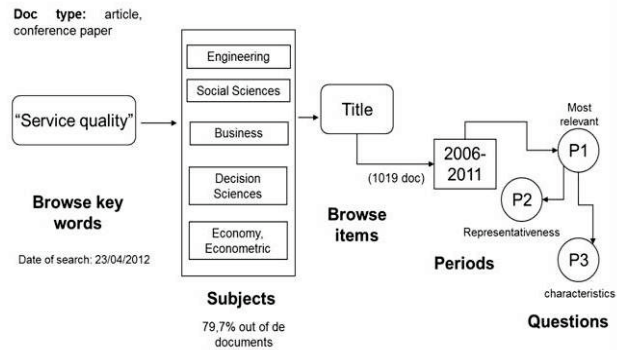 Doc type: article,
conference paper
"Service quality"
Browse key
words
Date of search: 23/04/2012
Engineering
Social Sciences
Business
Decision
Sciences
Economy,
Econometric
Subjects
79,7% out of de
documents
Title
Browse
items
(1019 doc)
2006-
2011
Periods
Most
relevant
P1
P2
Representativeness
P3
characteristics
Questions